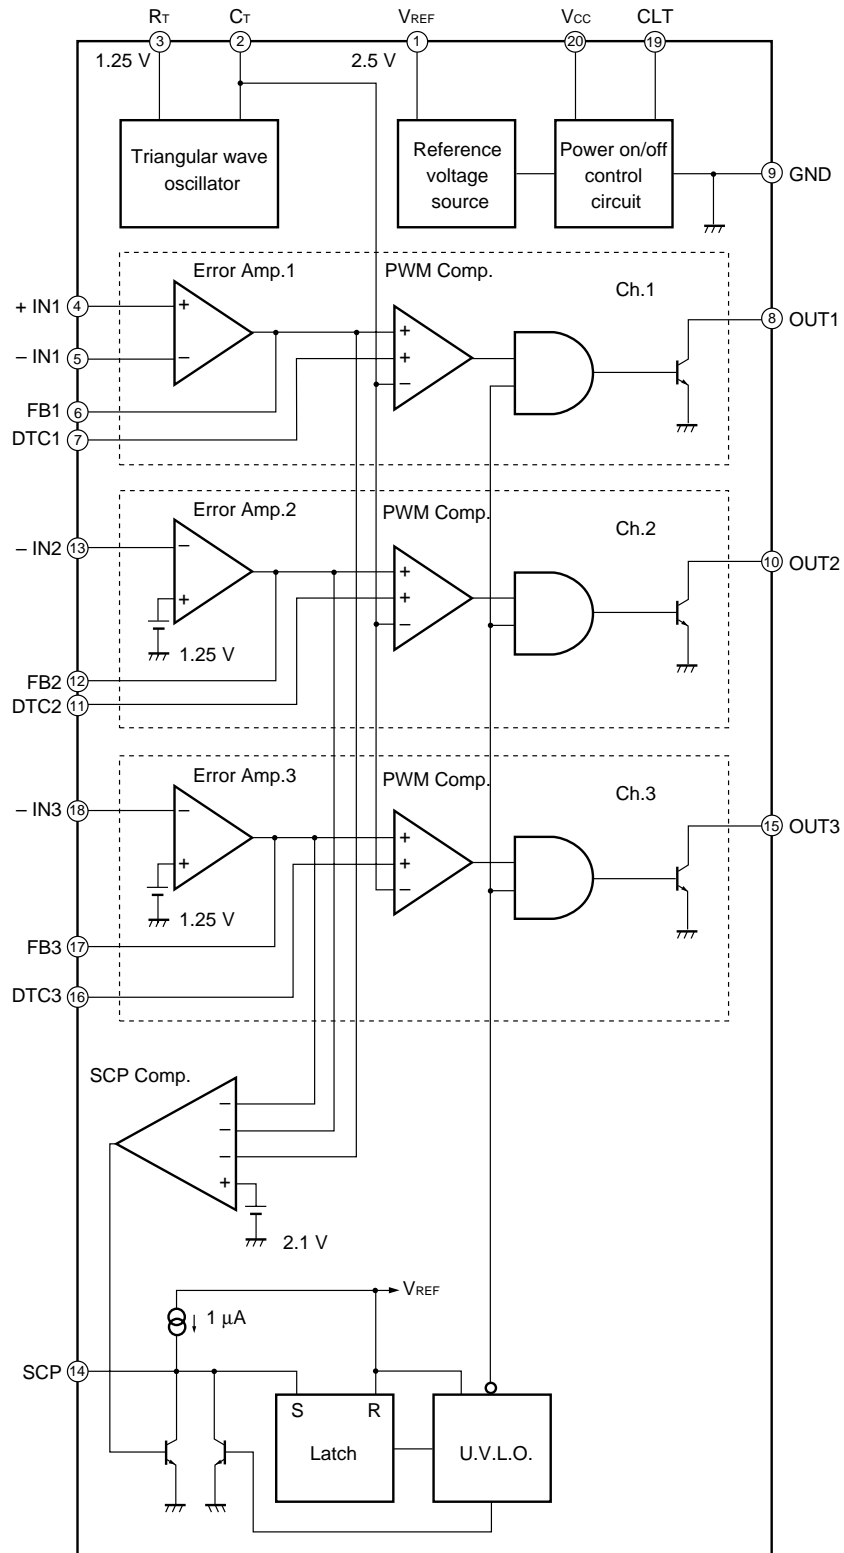 RT CT VREF VCC CLT
3 2 1 20 19
1.25 V 2.5 V
Triangular wave
oscillator
Reference
voltage
source
Power on/off
control
circuit
9 GND
Error Amp.1 PWM Comp. Ch.1
+ IN1 4
+ + 8 OUT1
– IN1 5
– + –
FB1 6
DTC1 7
Error Amp.2 PWM Comp. Ch.2
– IN2 13
– + 10 OUT2
+ + –
1.25 V
FB2 12
DTC2 11
Error Amp.3 PWM Comp. Ch.3
– IN3 18
– + 15 OUT3
+ + –
1.25 V
FB3 17
DTC3 16
SCP Comp.
–
–
–
+
2.1 V
VREF
1 µA
SCP 14
S R
Latch U.V.L.O.